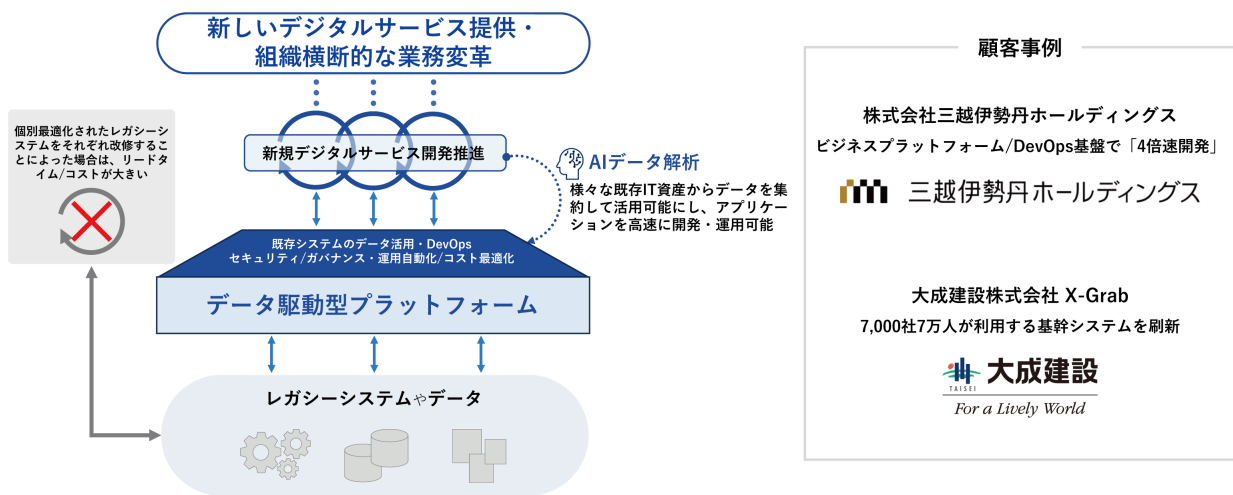 新しいデジタルサービス提供・
組織横断的な業務変革
個別最適化されたレガシーシ
ステムをそれぞれ改修するこ
とによった場合は、リードタ
イム/コストが大きい
新規デジタルサービス開発推進
AIデータ解析
様々な既存IT資産からデータを集
約して活用可能にし、アプリケー
ションを高速に開発・運用可能
既存システムのデータ活用・DevOps
セキュリティ/ガバナンス・運用自動化/コスト最適化
データ駆動型プラットフォーム
レガシーシステムやデータ
顧客事例
株式会社三越伊勢丹ホールディングス
ビジネスプラットフォーム/DevOps基盤で「4倍速開発」
三越伊勢丹ホールディングス
大成建設株式会社 X-Grab
7,000社7万人が利用する基幹システムを刷新
TAISEI
大成建設
For a Lively World